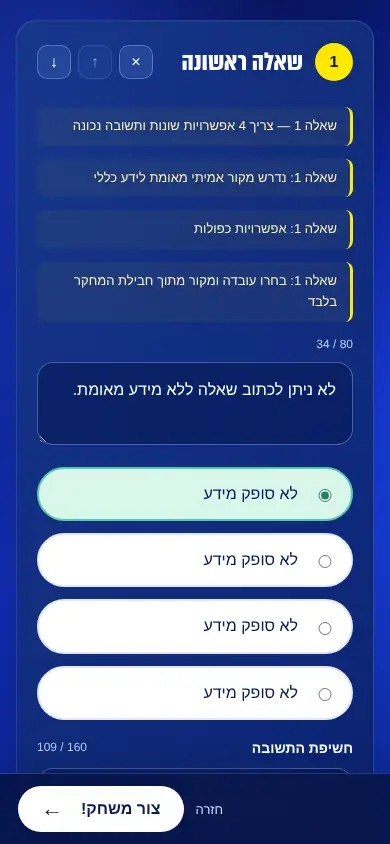 1
שאלה ראשונה
×
↑
↓
שאלה 1 — צריך 4 אפשרויות שונות ותשובה נכונה
שאלה 1: נדרש מקור אמיתי מאומת לידע כללי
שאלה 1: אפשרויות כפולות
שאלה 1: בחרו עובדה ומקור מתוך חבילת המחקר
בלבד
34 / 80
לא ניתן לכתוב שאלה ללא מידע מאומת.
לא סופק מידע
לא סופק מידע
לא סופק מידע
לא סופק מידע
חשיפת התשובה
109 / 160
חזרה
צור משחק! ←